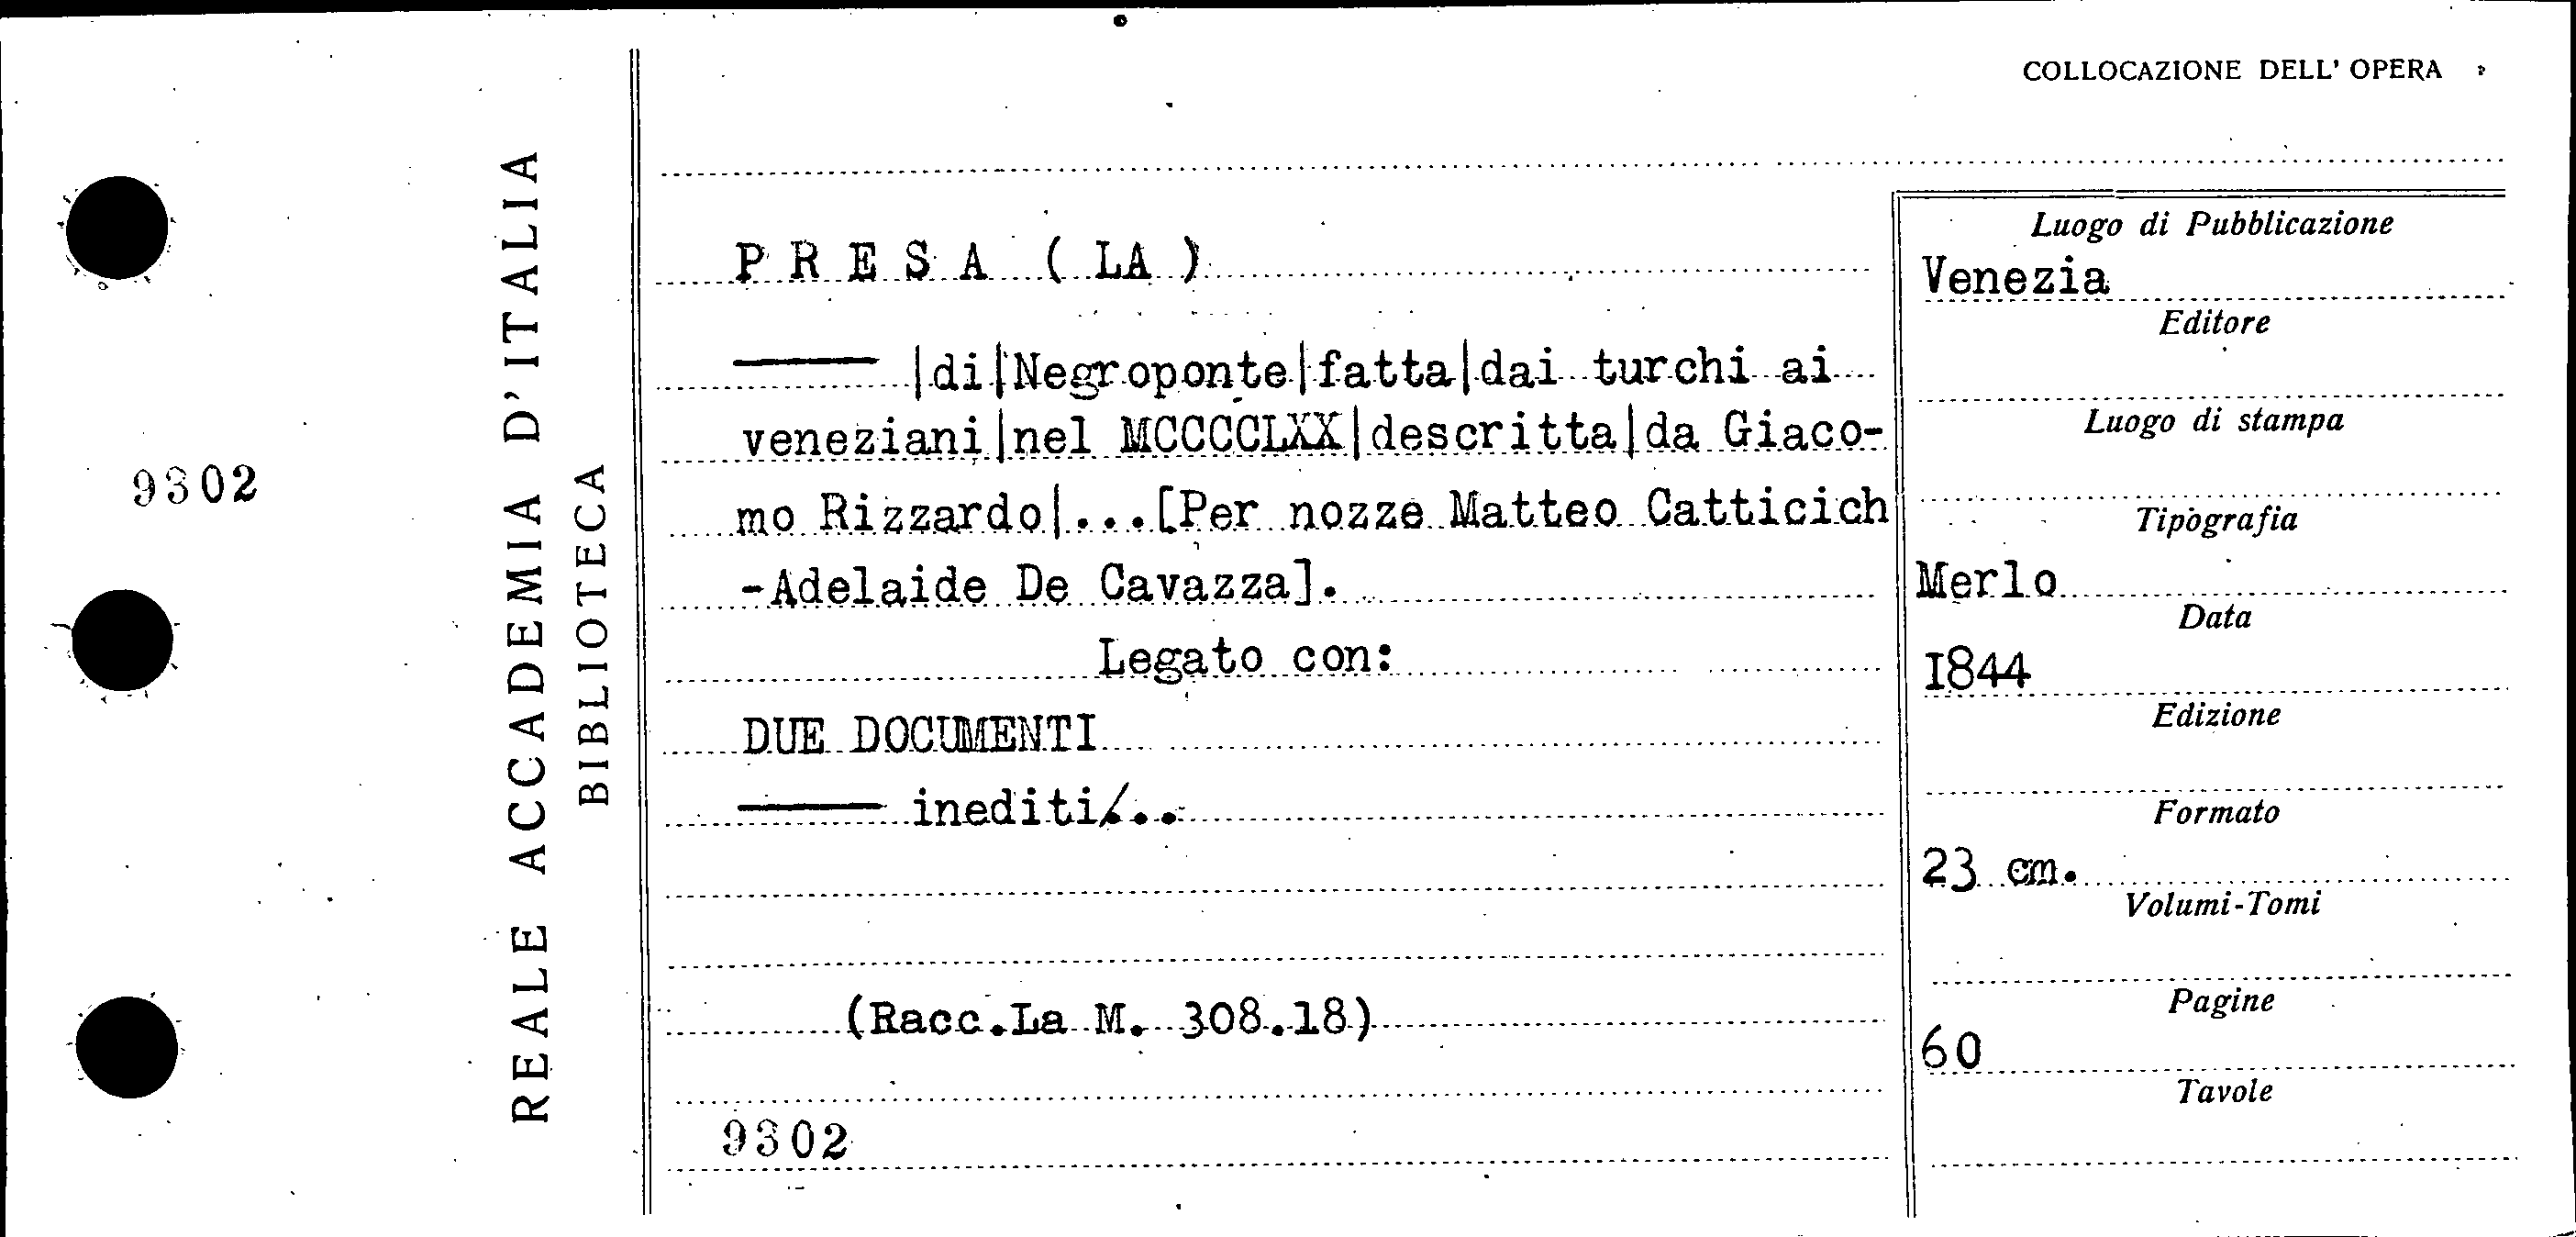 COLLOCAZIONE DELL' OPERA
9302
REALE ACCADEMIA D'ITALIA
BIBLIOTECA
P R E S A ( LA )
——— |di|Negroponte|fatta|dai turchi ai
veneziani|nel MCCCCLXX|descritta|da Giaco-
mo Rizzardo|...[Per nozze Matteo Catticich
-Adelaide De Cavazza].
Legato con:
DUE DOCUMENTI
——— inediti/...
(Racc.La M. 308.18)
9302
Luogo di Pubblicazione
Venezia
Editore
Luogo di stampa
Tipografia
Merlo
Data
I844
Edizione
Formato
23 cm.
Volumi-Tomi
Pagine
60
Tavole